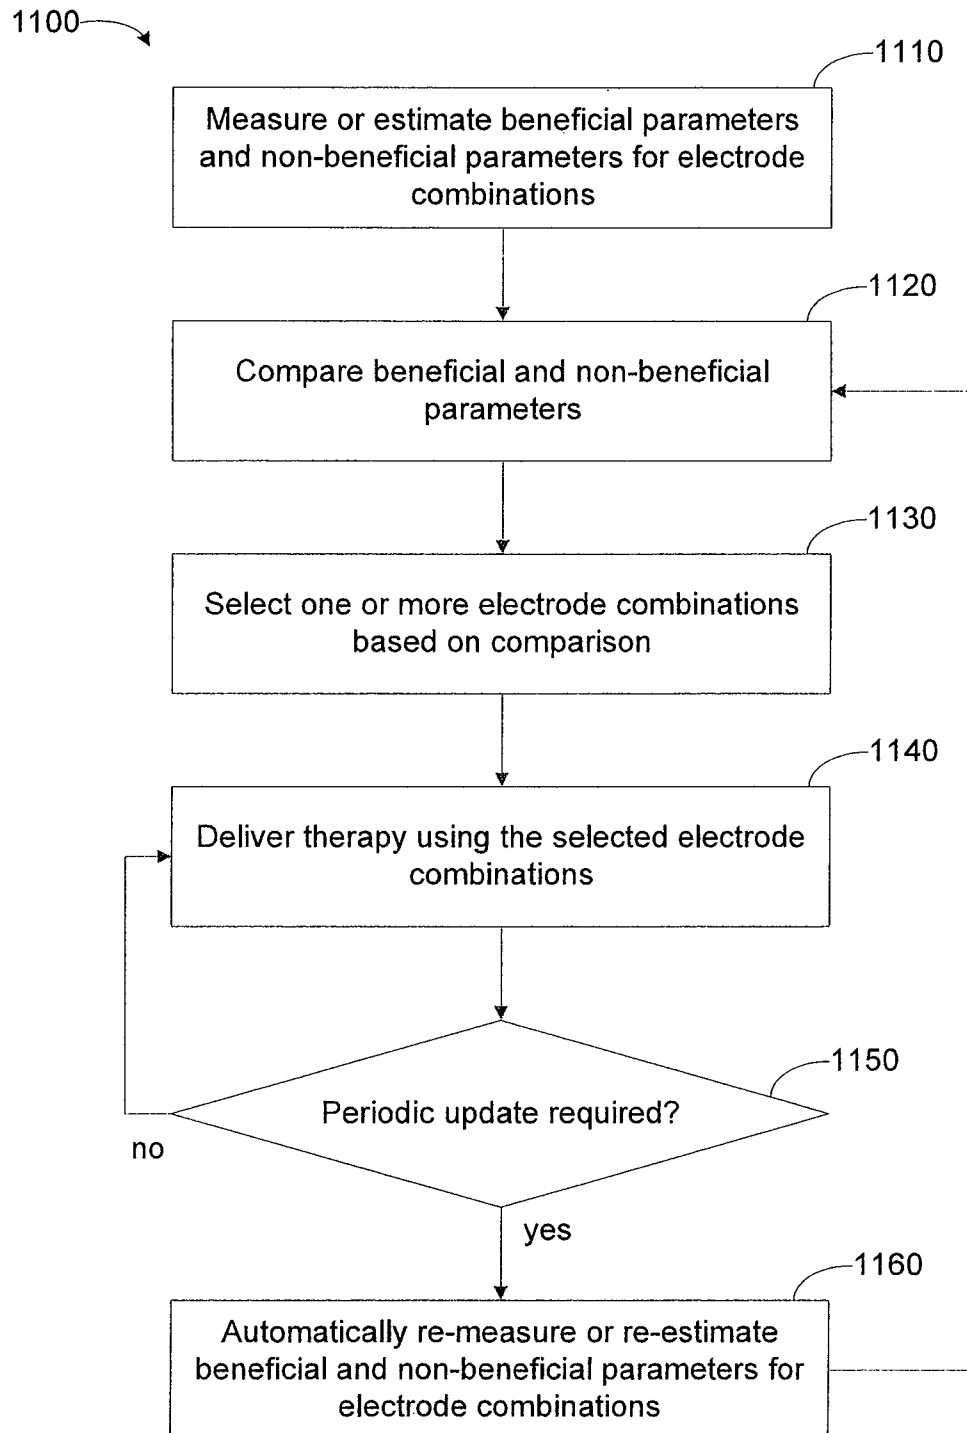 1100
1110
Measure or estimate beneficial parameters
and non-beneficial parameters for electrode
combinations
1120
Compare beneficial and non-beneficial
parameters
1130
Select one or more electrode combinations
based on comparison
1140
Deliver therapy using the selected electrode
combinations
1150
Periodic update required?
no
yes
1160
Automatically re-measure or re-estimate
beneficial and non-beneficial parameters for
electrode combinations